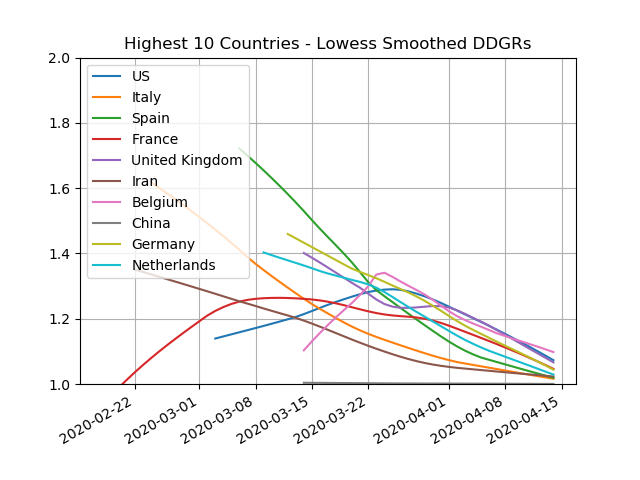 Highest 10 Countries - Lowess Smoothed DDGRs
2.0
1.8
1.6
1.4
1.2
1.0
US
Italy
Spain
France
United Kingdom
Iran
Belgium
China
Germany
Netherlands
2020-02-22
2020-03-01
2020-03-08
2020-03-15
2020-03-22
2020-04-01
2020-04-08
2020-04-15